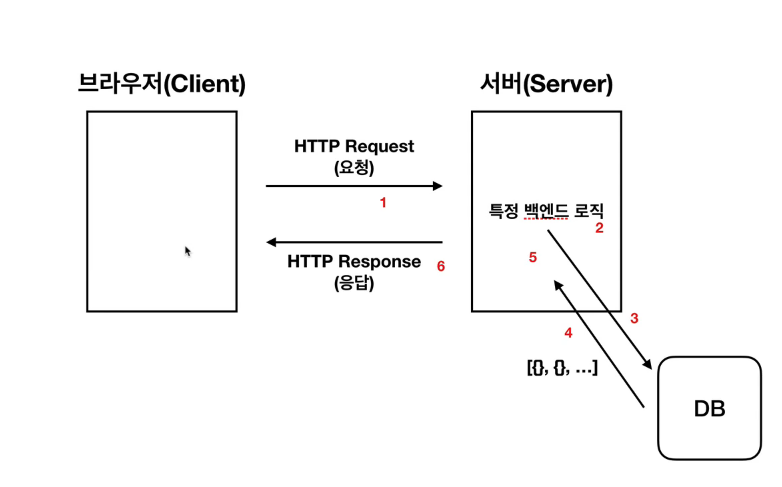 브라우저(Client)
서버(Server)
HTTP Request
(요청)
1
특정 백엔드 로직
2
HTTP Response
(응답)
6
5
3
4
[{}, {}, ...]
DB